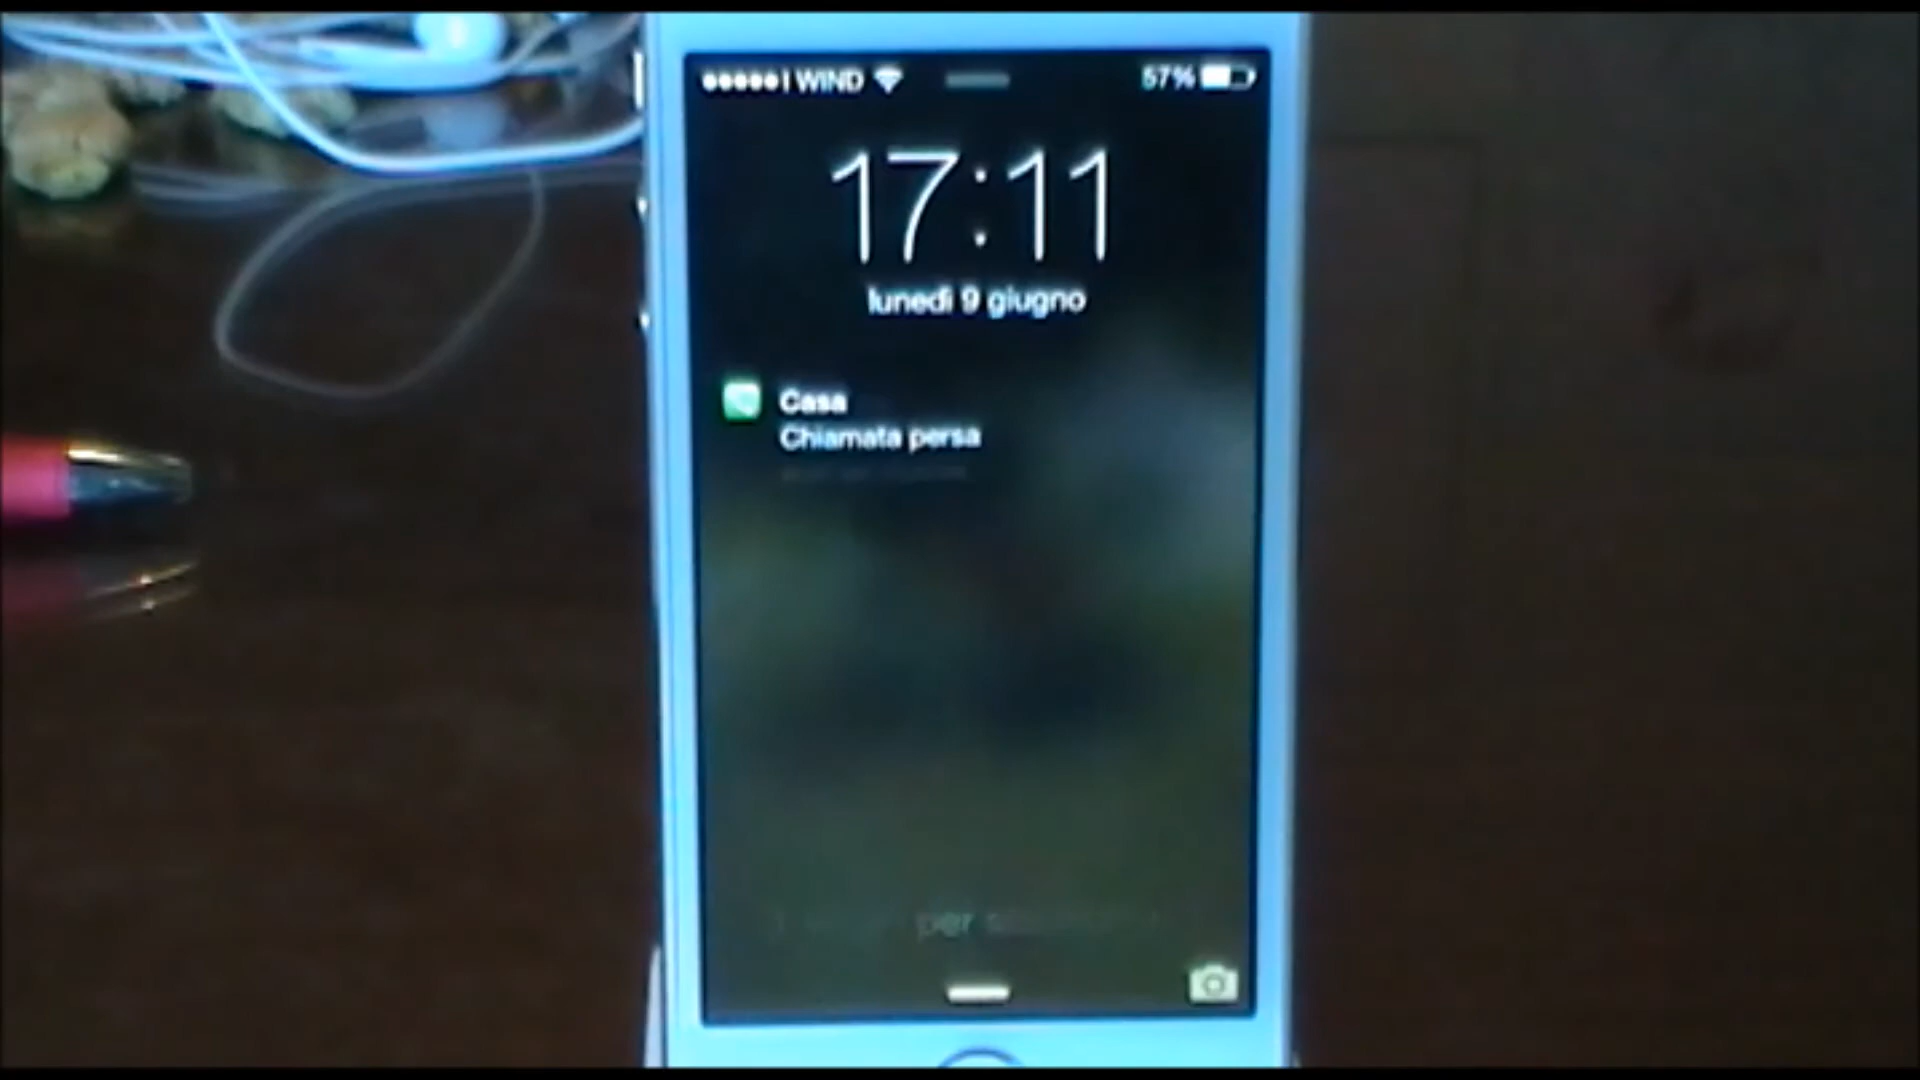 I WIND
57%
17:11
lunedì 9 giugno
Casa
Chiamata persa
per